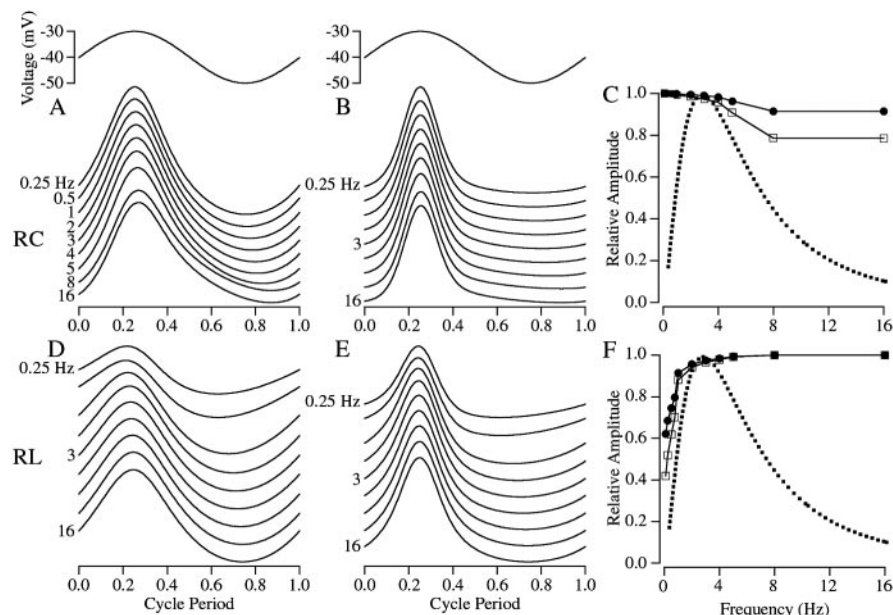 Voltage (mV)
-30
-40
-50
-30
-40
-50
A
0.25 Hz
0.5
1
2
3
4
5
8
16
RC
0.0 0.2 0.4 0.6 0.8 1.0
B
0.25 Hz
3
16
0.0 0.2 0.4 0.6 0.8 1.0
C
Relative Amplitude
1.0
0.8
0.6
0.4
0.2
0.0
0 4 8 12 16
D
0.25 Hz
RL
3
16
0.0 0.2 0.4 0.6 0.8 1.0
Cycle Period
E
0.25 Hz
3
16
0.0 0.2 0.4 0.6 0.8 1.0
Cycle Period
F
Relative Amplitude
1.0
0.8
0.6
0.4
0.2
0.0
0 4 8 12 16
Frequency (Hz)